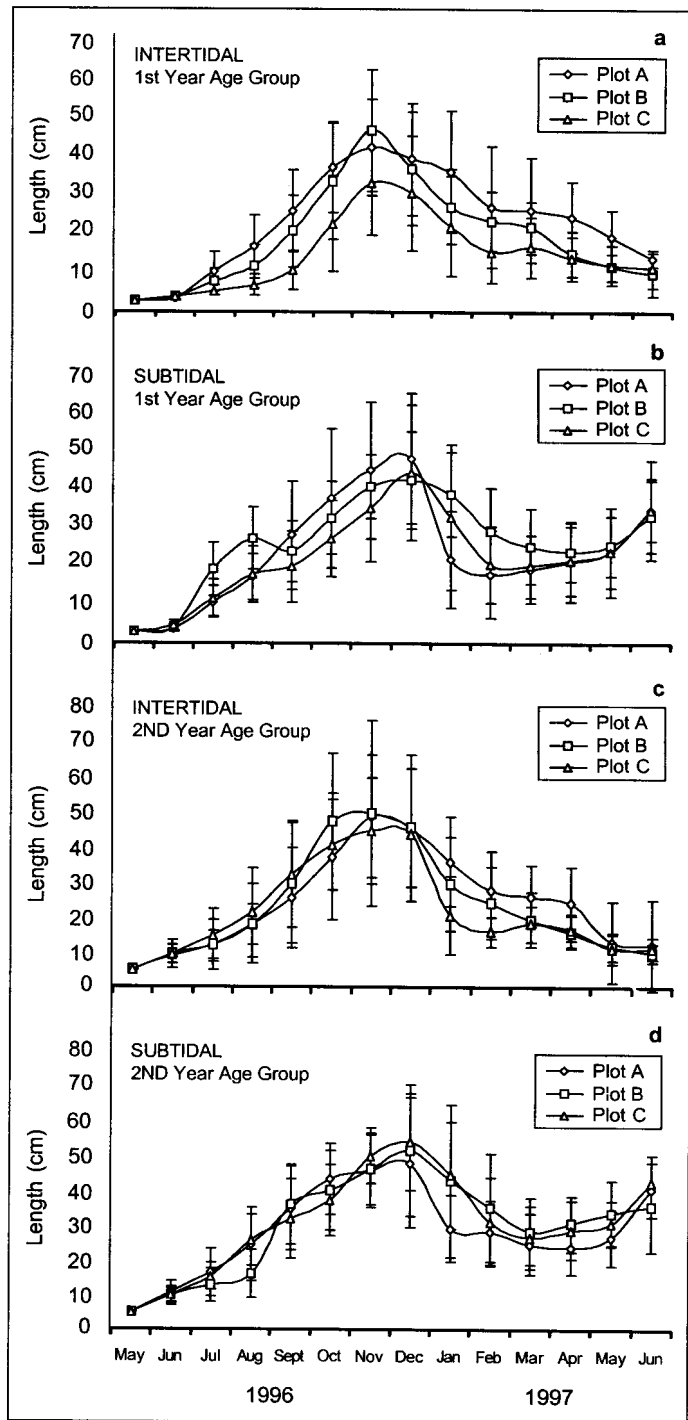 a
INTERTIDAL
1st Year Age Group
Plot A
Plot B
Plot C
Length (cm)
70
60
50
40
30
20
10
0
b
SUBTIDAL
1st Year Age Group
Plot A
Plot B
Plot C
Length (cm)
70
60
50
40
30
20
10
0
c
INTERTIDAL
2ND Year Age Group
Plot A
Plot B
Plot C
Length (cm)
80
70
60
50
40
30
20
10
0
d
SUBTIDAL
2ND Year Age Group
Plot A
Plot B
Plot C
Length (cm)
80
70
60
50
40
30
20
10
0
May Jun Jul Aug Sept Oct Nov Dec Jan Feb Mar Apr May Jun
1996 1997